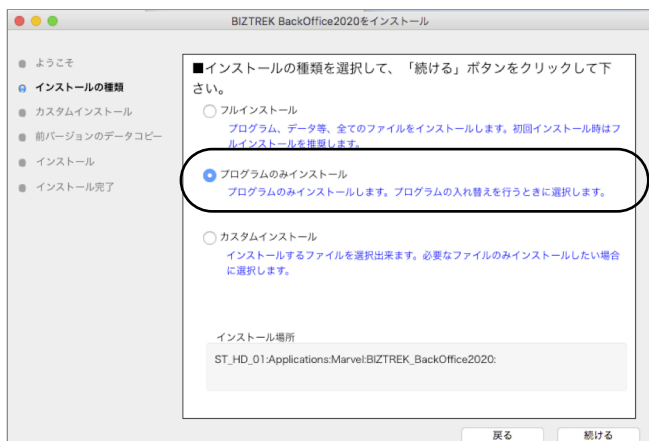 BIZTREK BackOffice2020をインストール
ようこそ
インストールの種類
カスタムインストール
前バージョンのデータコピー
インストール
インストール完了
■インストールの種類を選択して、「続ける」ボタンをクリックして下
さい。
フルインストール
プログラム、データ等、全てのファイルをインストールします。初回インストール時はフ
ルインストールを推奨します。
プログラムのみインストール
プログラムのみインストールします。プログラムの入れ替えを行うときに選択します。
カスタムインストール
インストールするファイルを選択出来ます。必要なファイルのみインストールしたい場合
に選択します。
インストール場所
ST_HD_01:Applications:Marvel:BIZTREK_BackOffice2020:
戻る
続ける